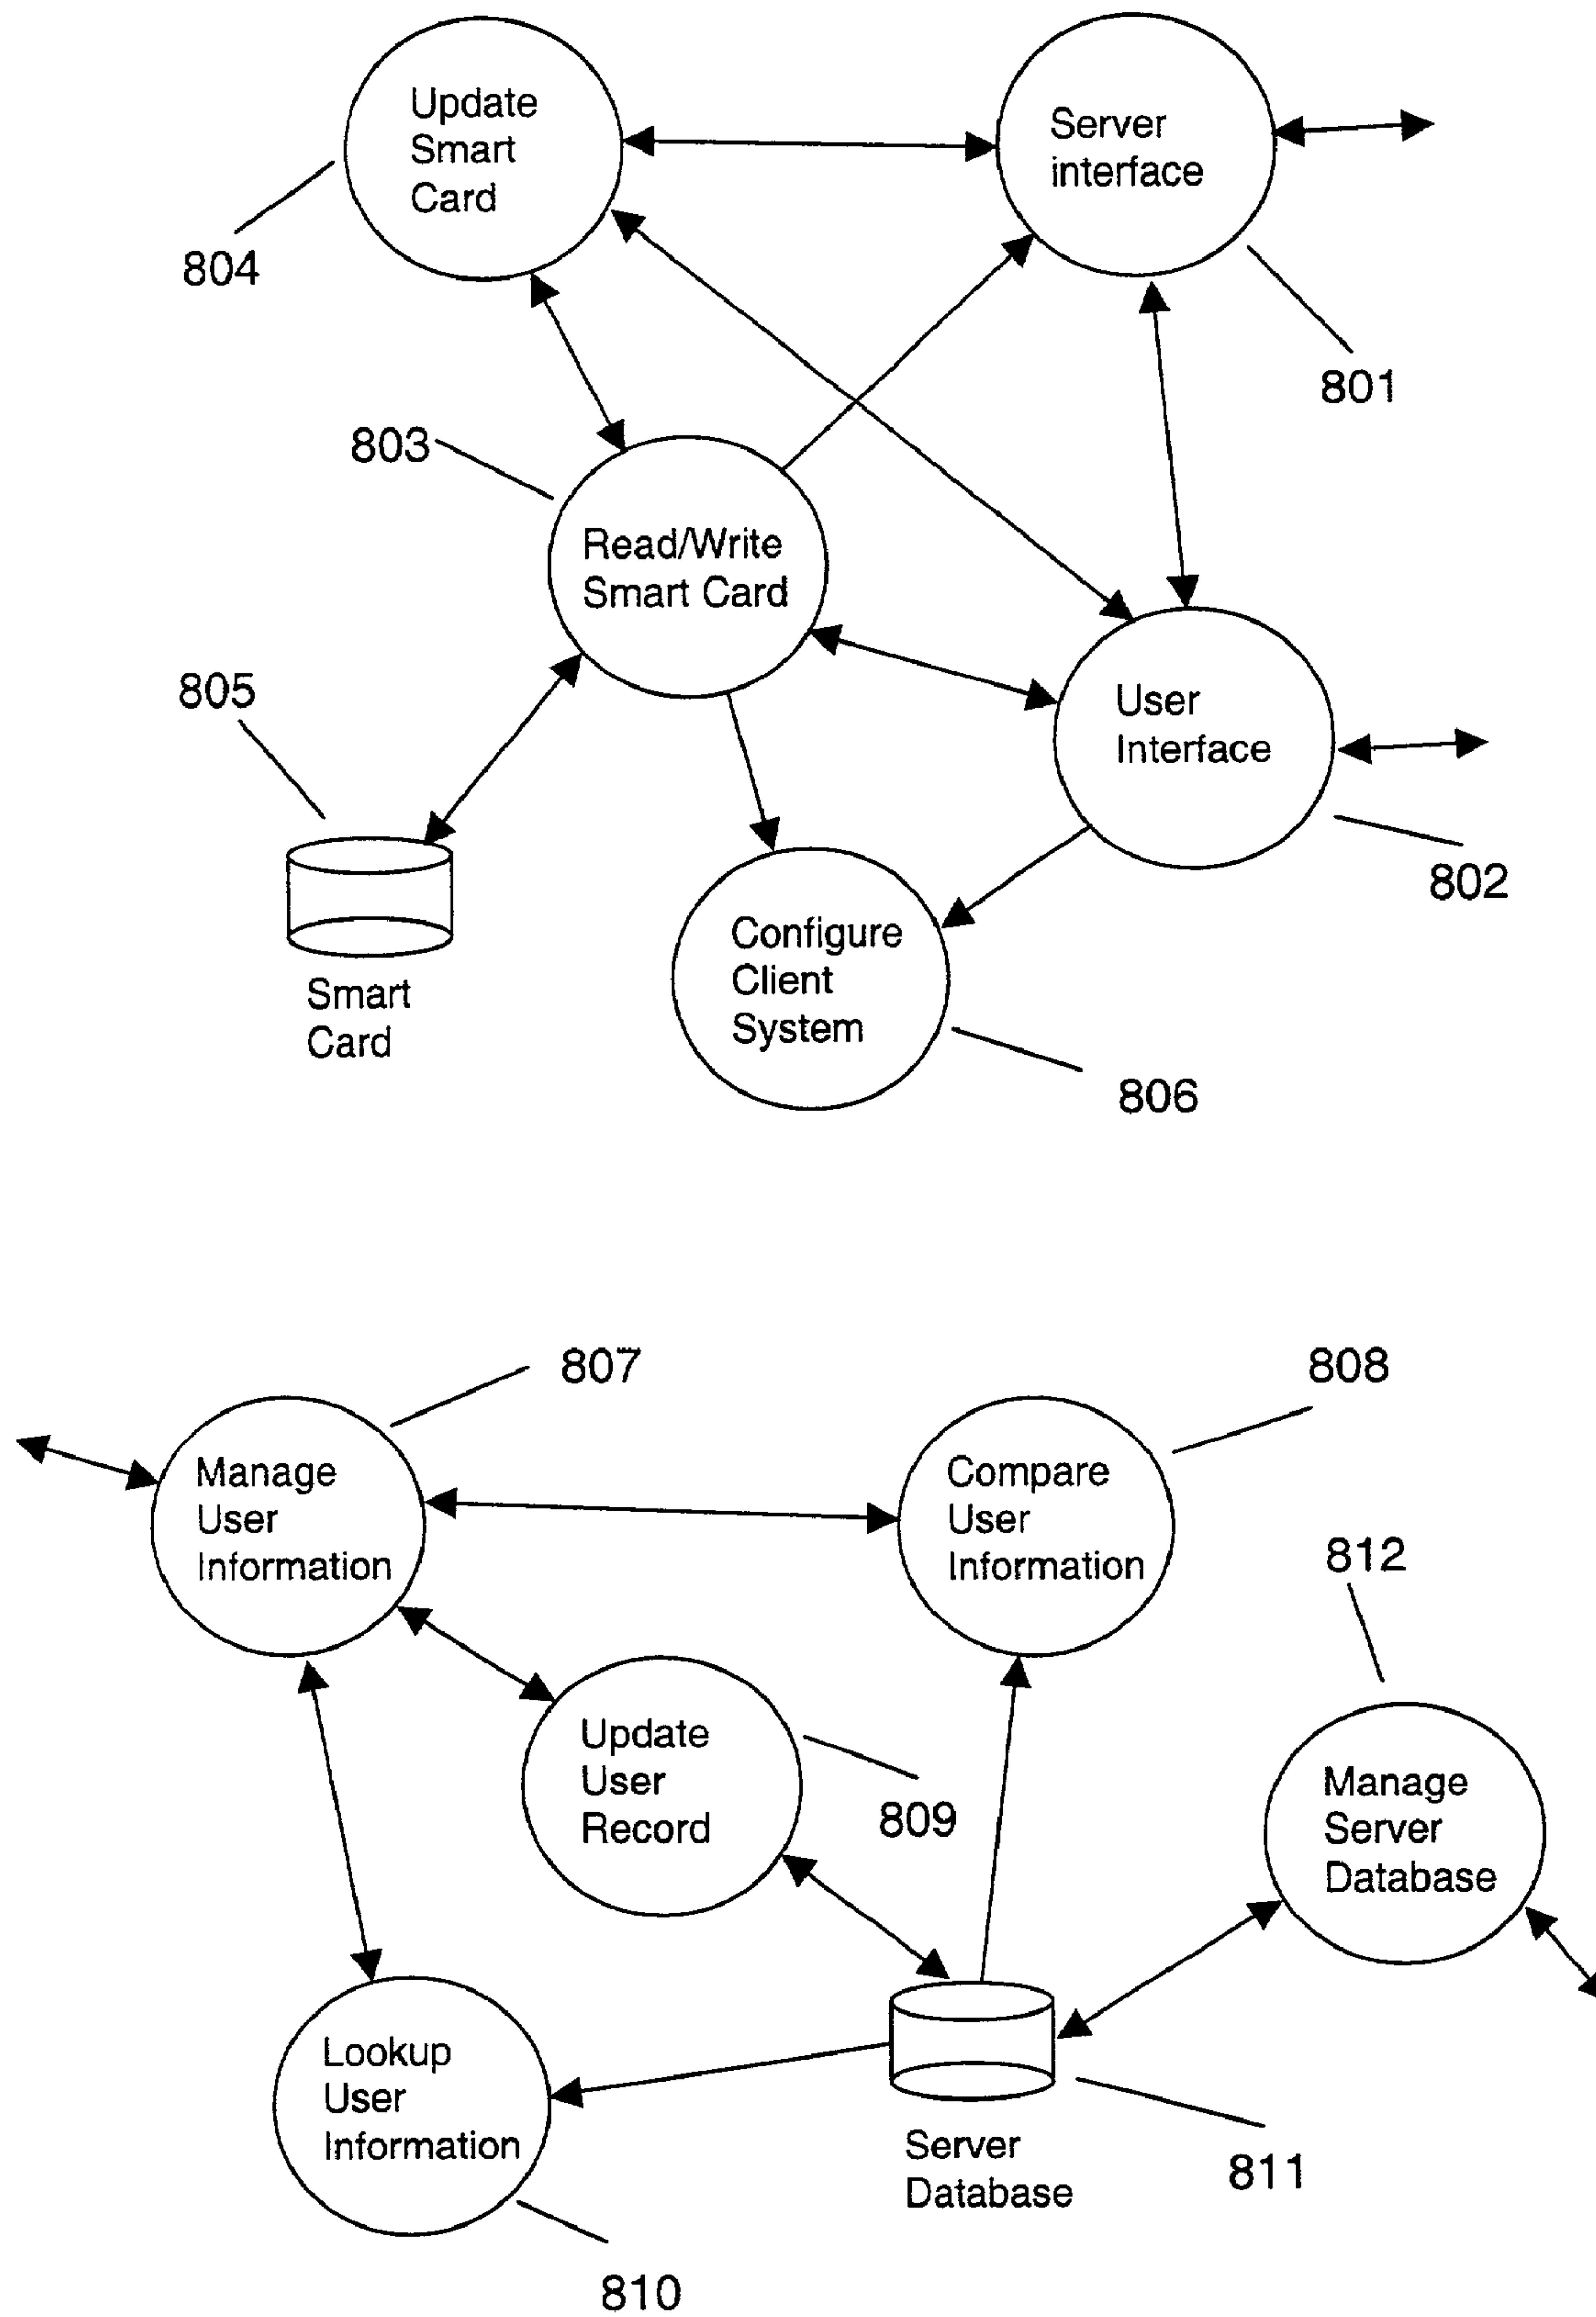 Update
Smart
Card
Server
interface
804
801
803
Read/Write
Smart Card
805
User
Interface
802
Smart
Card
Configure
Client
System
806
807
808
Manage
User
Information
Compare
User
Information
812
Update
User
Record
809
Manage
Server
Database
Lookup
User
Information
Server
Database
811
810